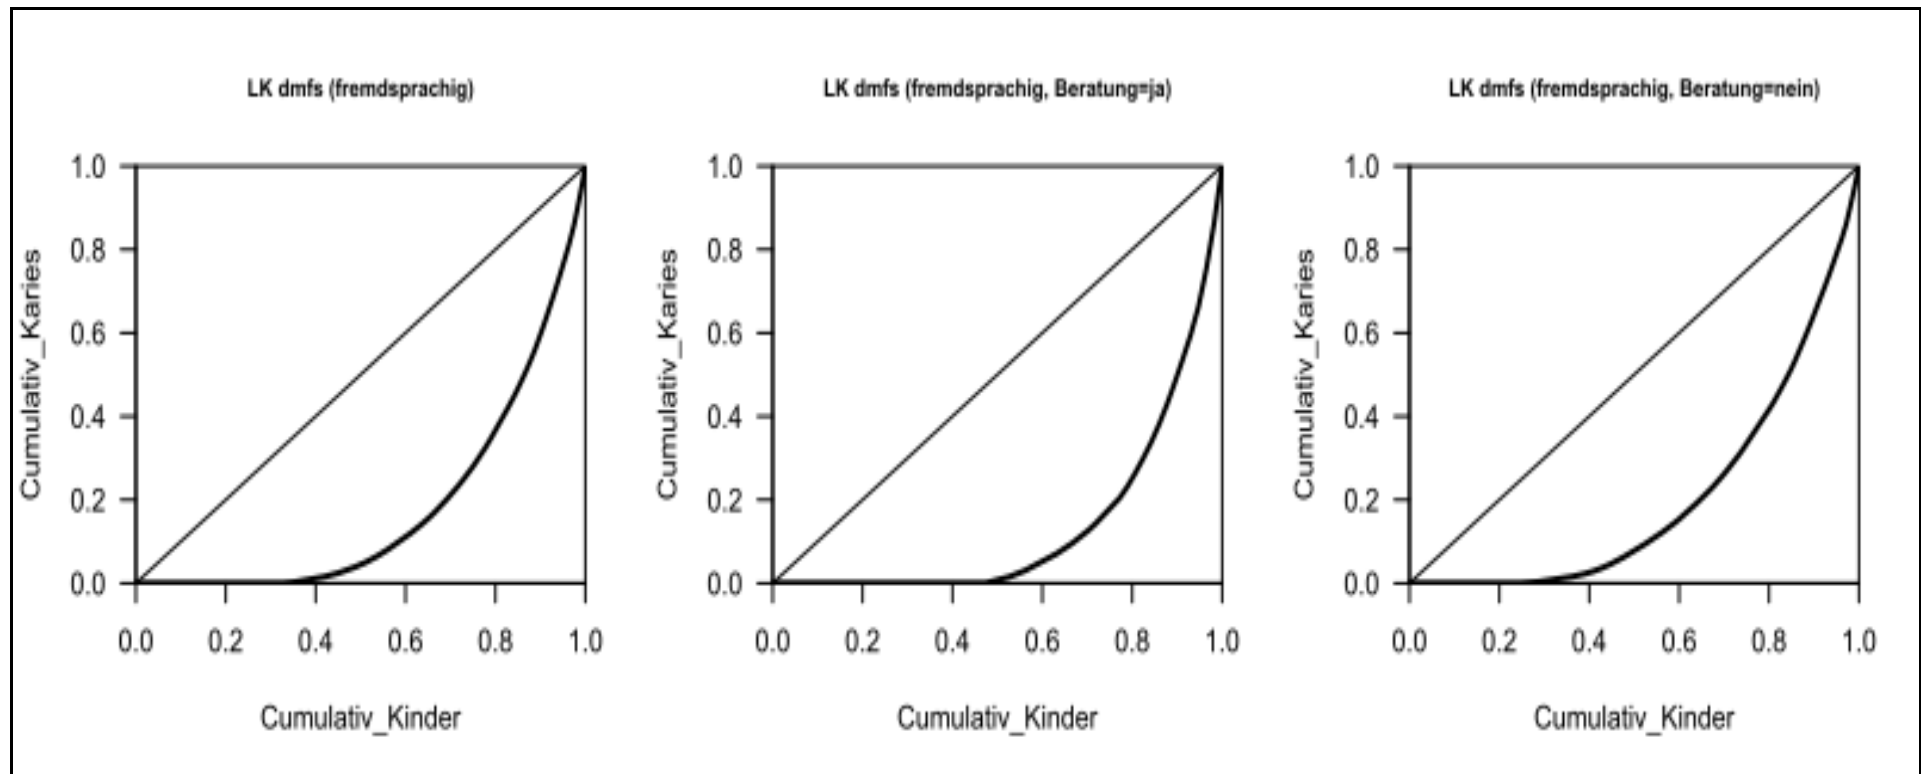 LK dmfs (fremdsprachig)
1.0
0.8
0.6
0.4
0.2
0.0
Cumulativ_Karies
0.0 0.2 0.4 0.6 0.8 1.0
Cumulativ_Kinder
LK dmfs (fremdsprachig, Beratung=ja)
1.0
0.8
0.6
0.4
0.2
0.0
Cumulativ_Karies
0.0 0.2 0.4 0.6 0.8 1.0
Cumulativ_Kinder
LK dmfs (fremdsprachig, Beratung=nein)
1.0
0.8
0.6
0.4
0.2
0.0
Cumulativ_Karies
0.0 0.2 0.4 0.6 0.8 1.0
Cumulativ_Kinder